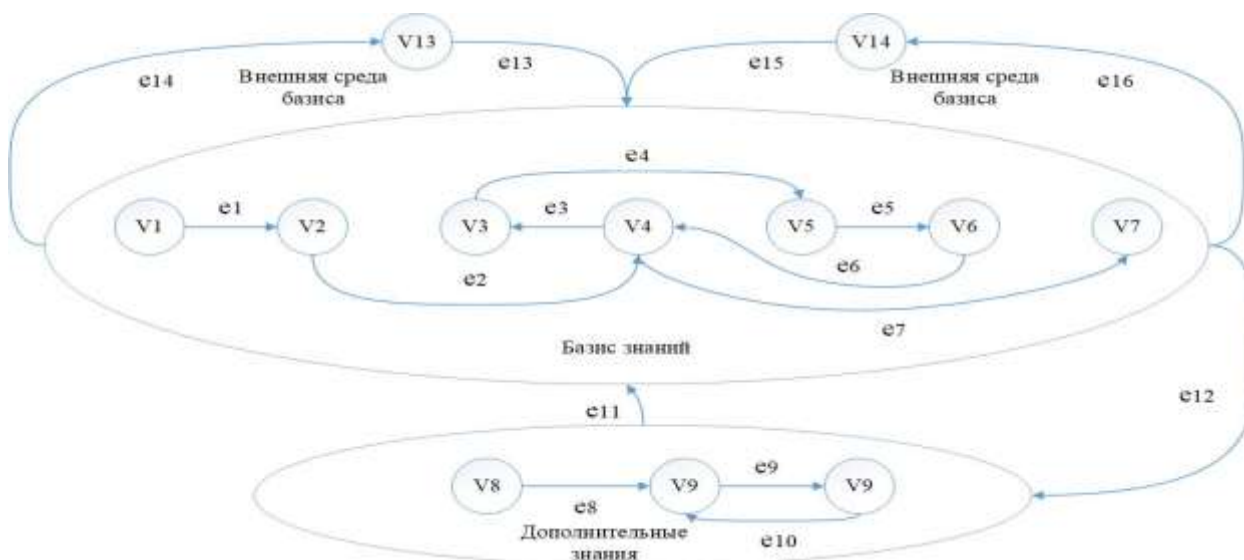 V13
V14
e14
e13
e15
e16
Внешняя среда
базиса
Внешняя среда
базиса
e4
V1
e1
V2
V3
e3
V4
V5
e5
V6
V7
e2
e6
e7
Базис знаний
e11
e12
V8
V9
e9
V9
e8
e10
Дополнительные
знания